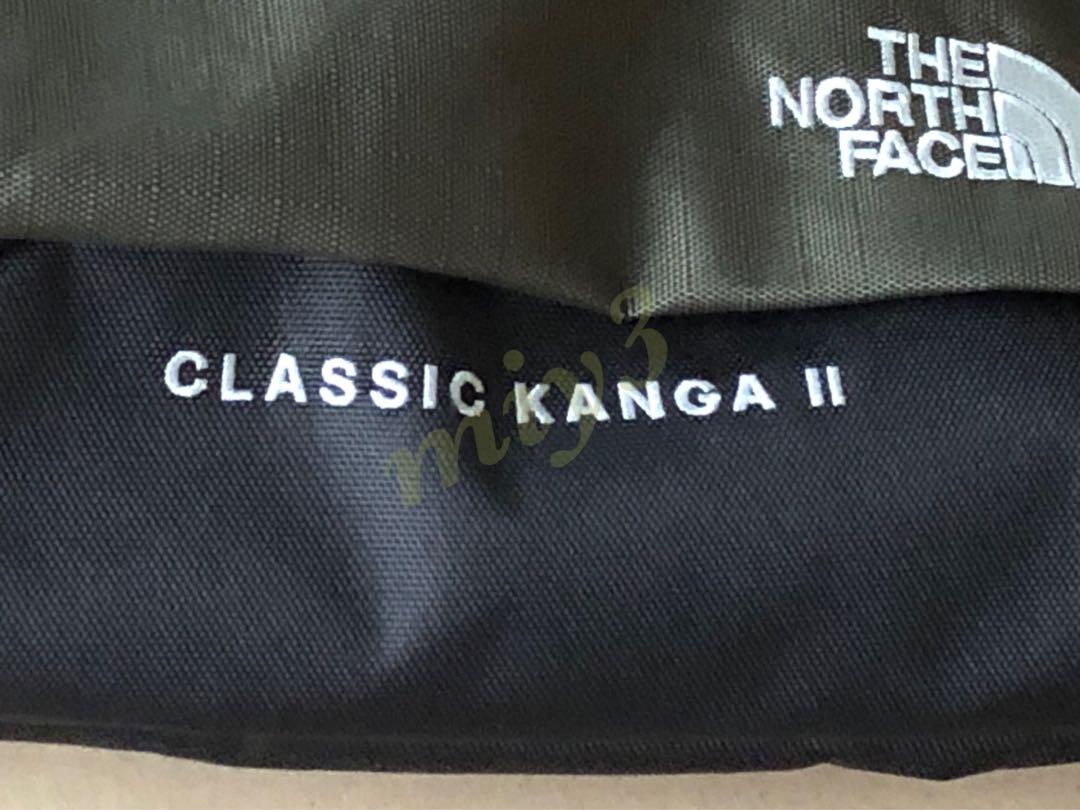 THE
NORTH
FACE
CLASSIC KANGA II
miy3